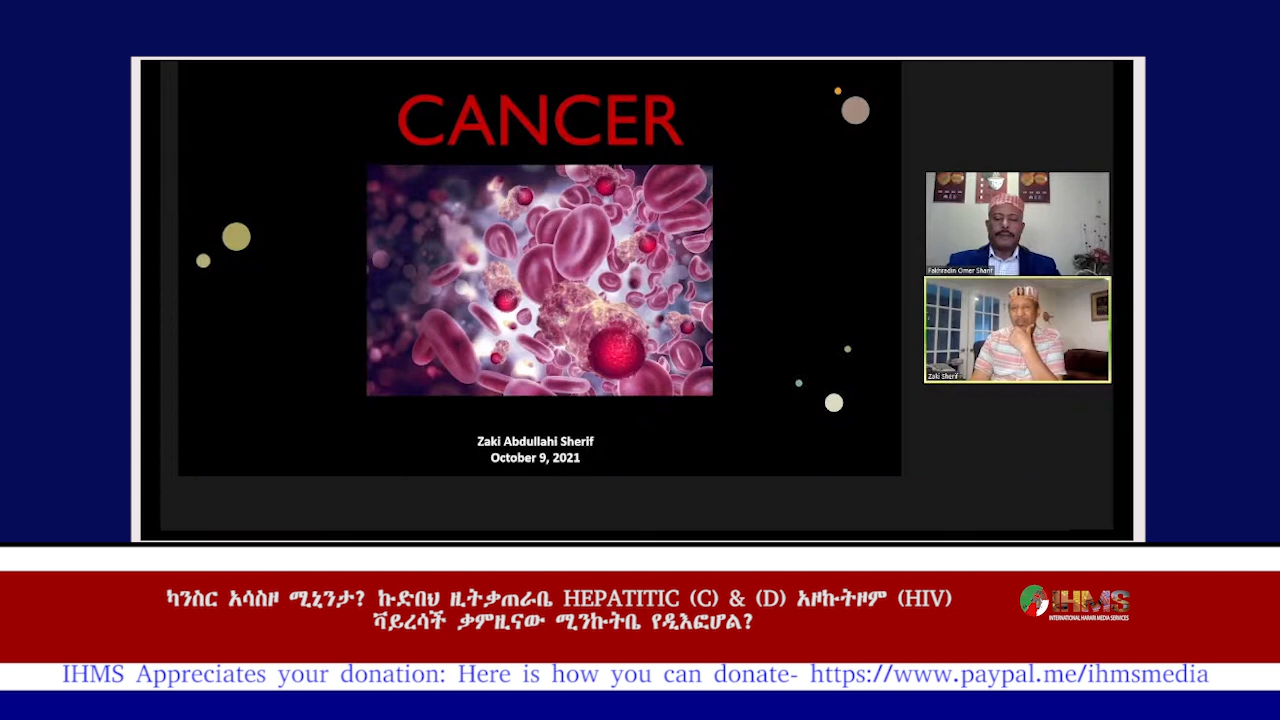 CANCER
Zaki Abdullahi Sherif
October 9, 2021
Fakhradin Omer Sharif
Zaki Sherif
ካንስር አሳስዞ ሚኒንታ? ኩድበህ ዚትቃጠራቤ HEPATITIC (C) & (D) አዞኩትዞም (HIV)
ቫይረሳች ቃምዚናው ሚንኩትቤ የዲእፎሆል?
IHMS
INTERNATIONAL HARARI MEDIA SERVICES
IHMS Appreciates your donation: Here is how you can donate- https://www.paypal.me/ihmsmedia